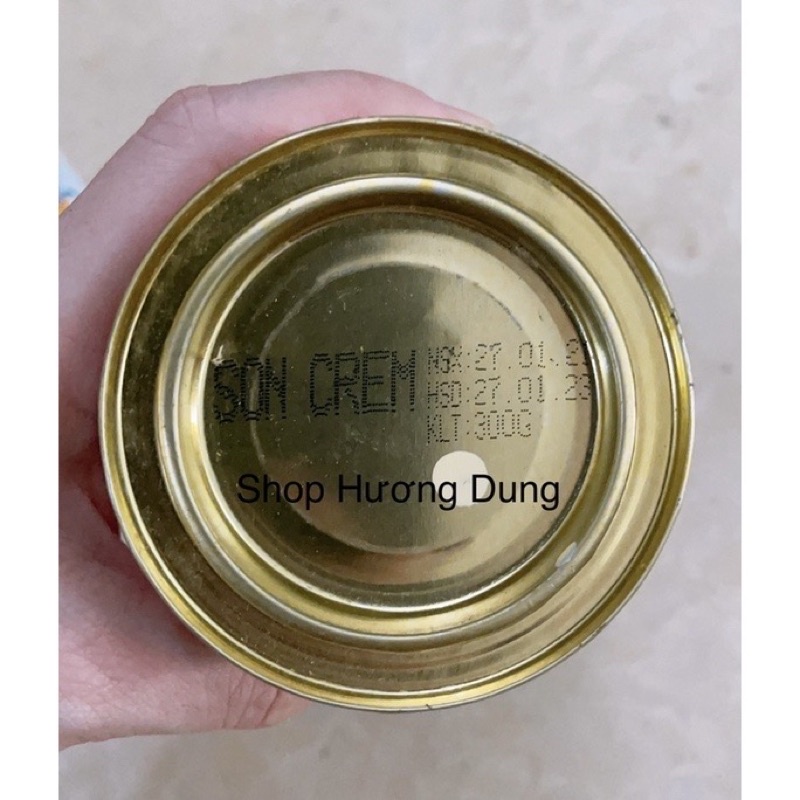 SON CREM
NSX:27.01.2
HSD:27.01.23
KLT:300G
Shop Hương Dung